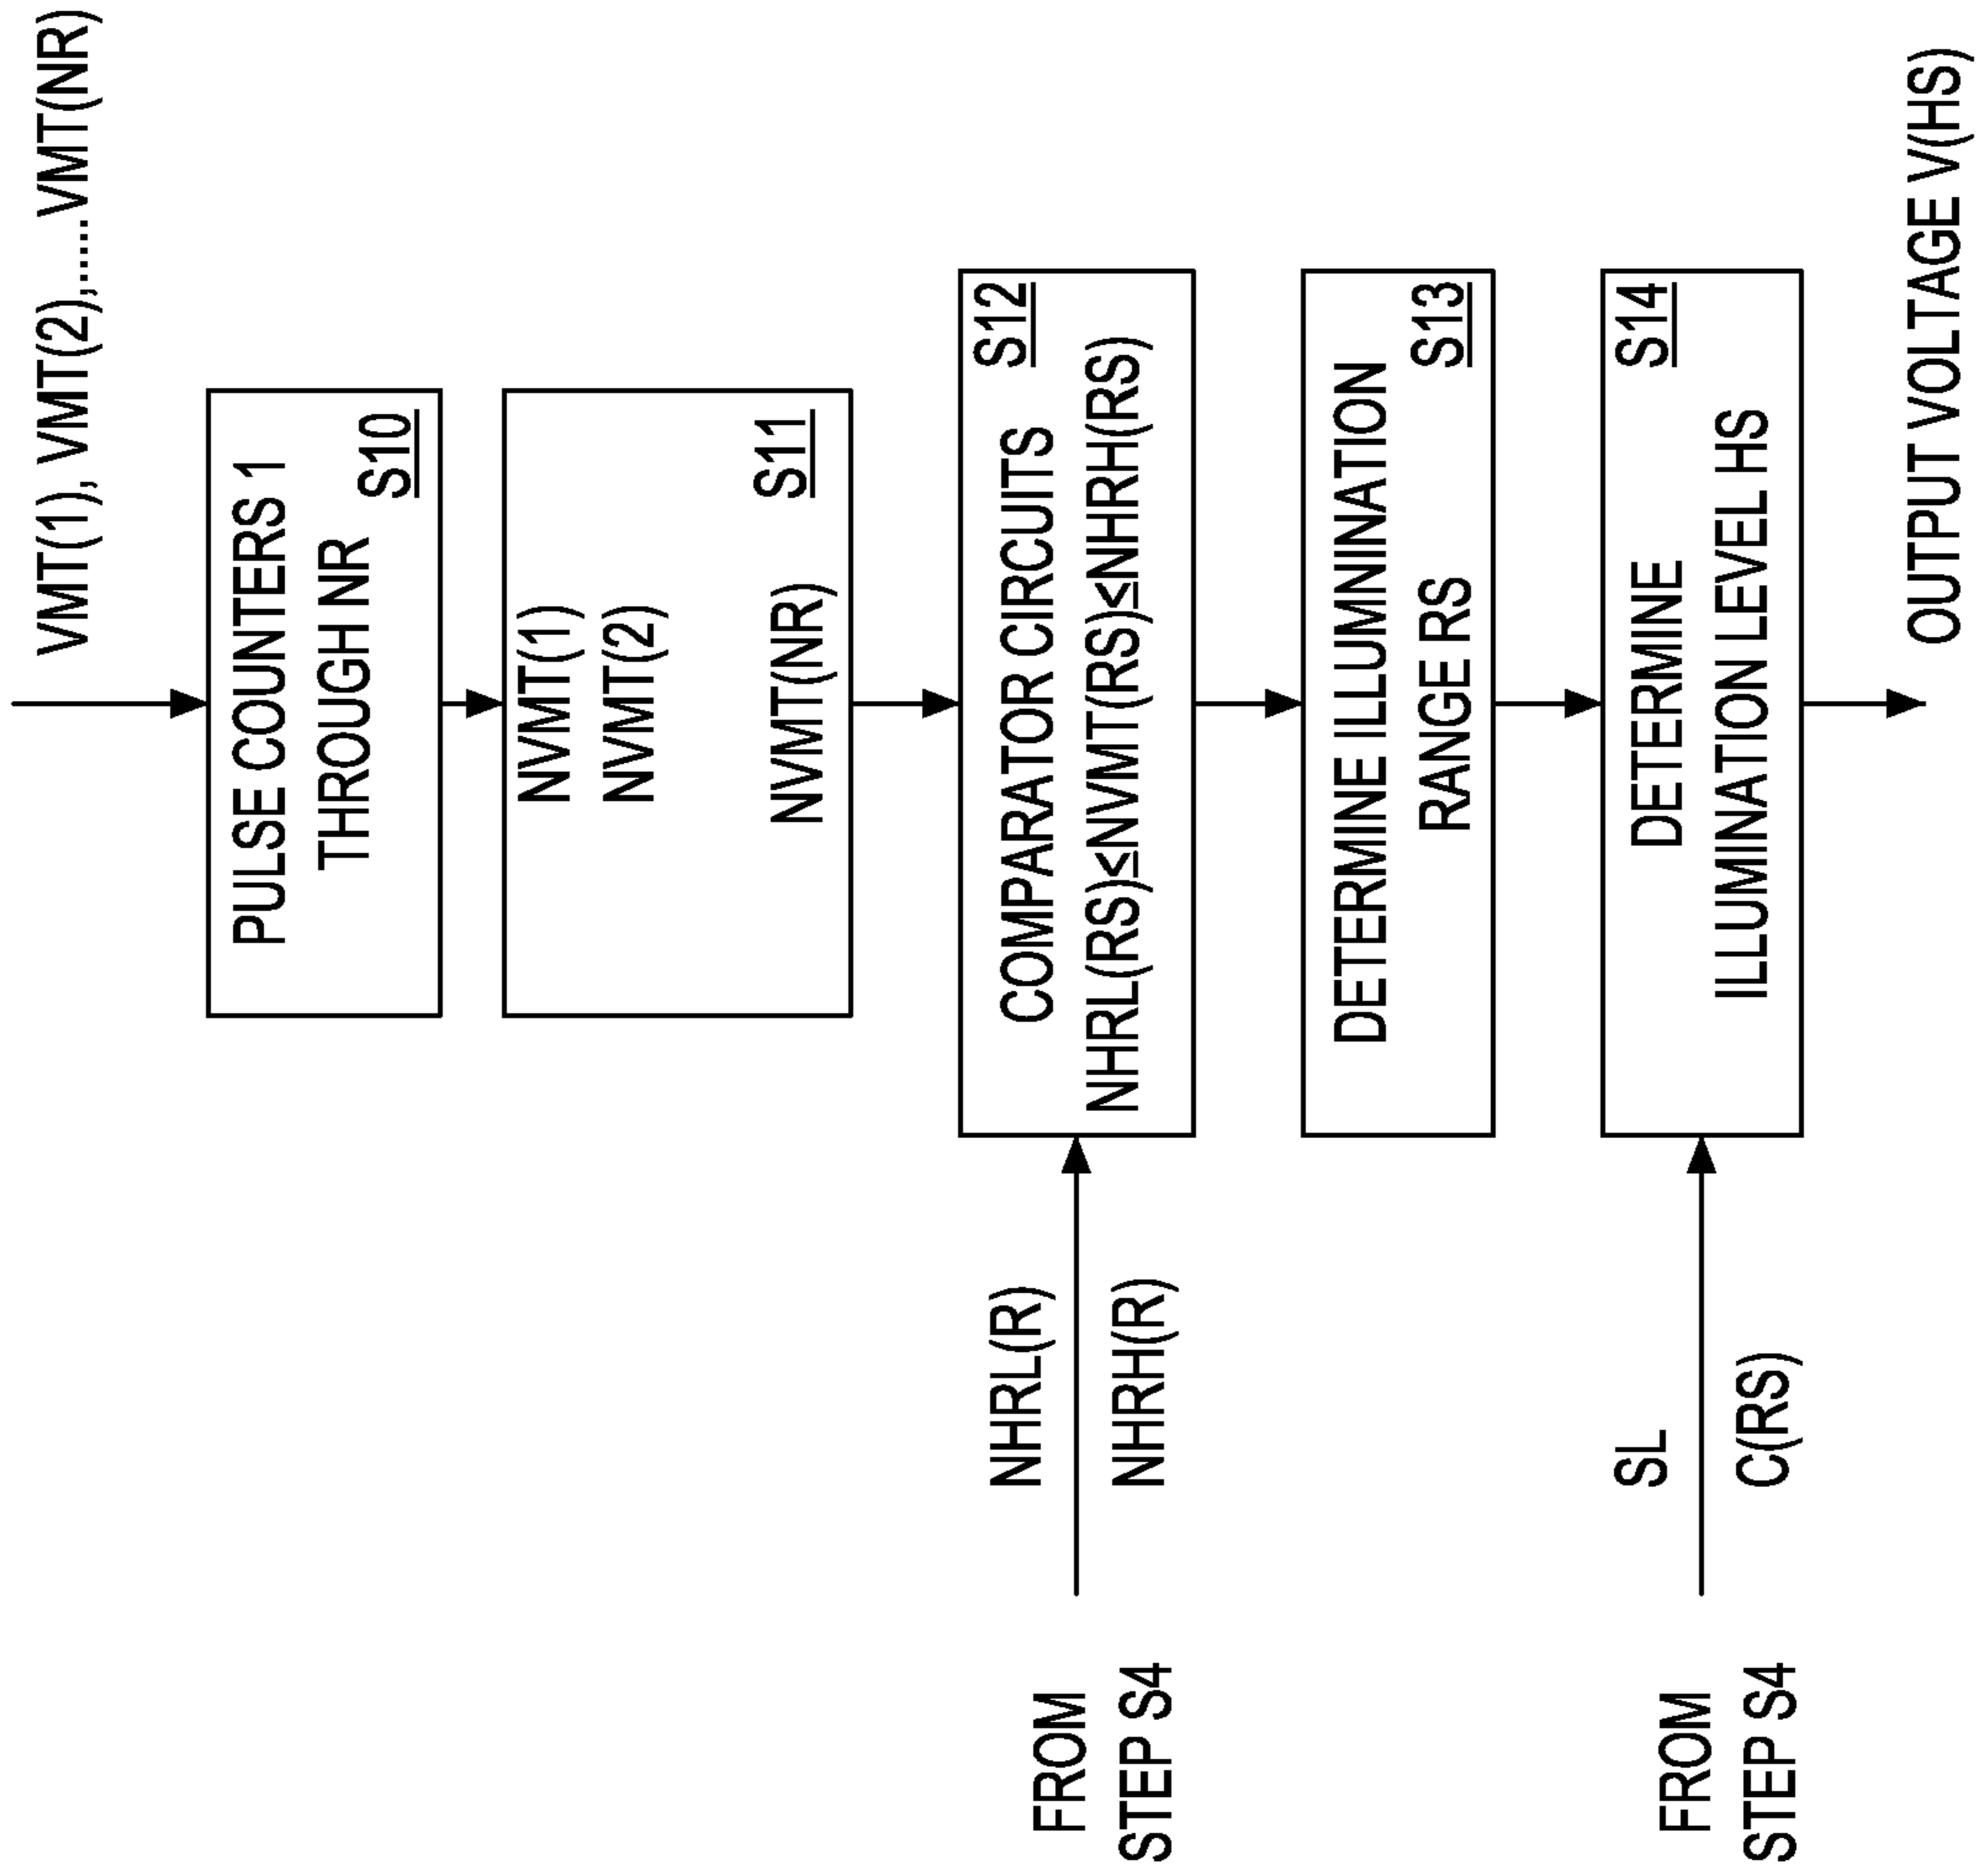 VMT(1), VMT(2),.....VMT(NR)
PULSE COUNTERS 1
THROUGH NR
S10
NVMT(1)
NVMT(2)
NVMT(NR)
S11
S12
COMPARATOR CIRCUITS
NHRL(RS)≤NVMT(RS)≤NHRH(RS)
NHRL(R)
NHRH(R)
FROM
STEP S4
DETERMINE ILLUMINATION
RANGE RS
S13
S14
DETERMINE
ILLUMINATION LEVEL HS
SL
C(RS)
FROM
STEP S4
OUTPUT VOLTAGE V(HS)